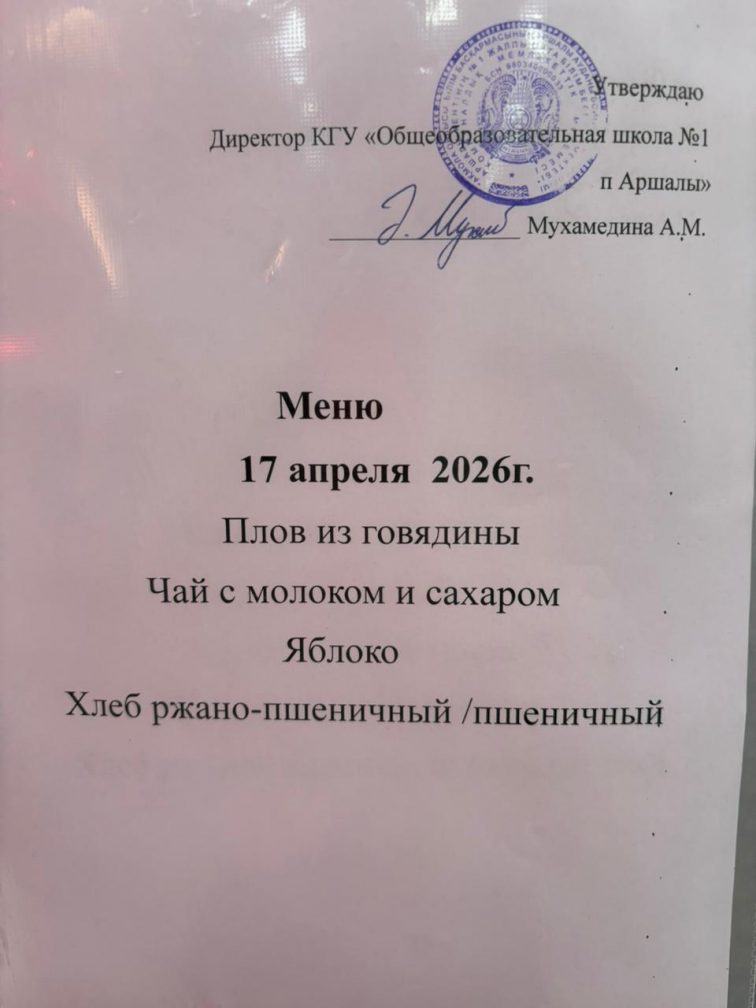 Утверждаю
Директор КГУ «Общеобразовательная школа №1
п Аршалы»
Мухамедина А.М.
Меню
17 апреля 2026г.
Плов из говядины
Чай с молоком и сахаром
Яблоко
Хлеб ржано-пшеничный /пшеничный